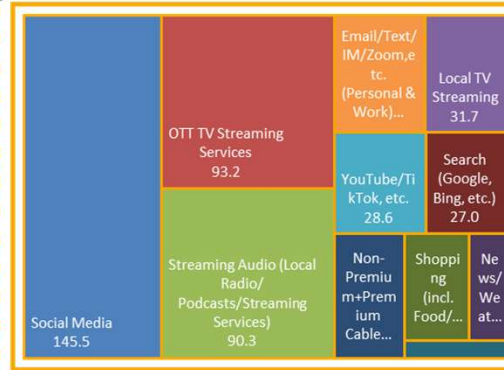 Social Media
145.5
OTT TV Streaming
Services
93.2
Streaming Audio (Local
Radio/
Podcasts/Streaming
Services)
90.3
Email/Text/
IM/Zoom,e
tc.
(Personal &
Work)...
Local TV
Streaming
31.7
YouTube/Ti
kTok, etc.
28.6
Search
(Google,
Bing, etc.)
27.0
Non-
Premiu
m+Prem
ium
Cable...
Shoppi
ng
(incl.
Food/...
Ne
ws/
We
at...